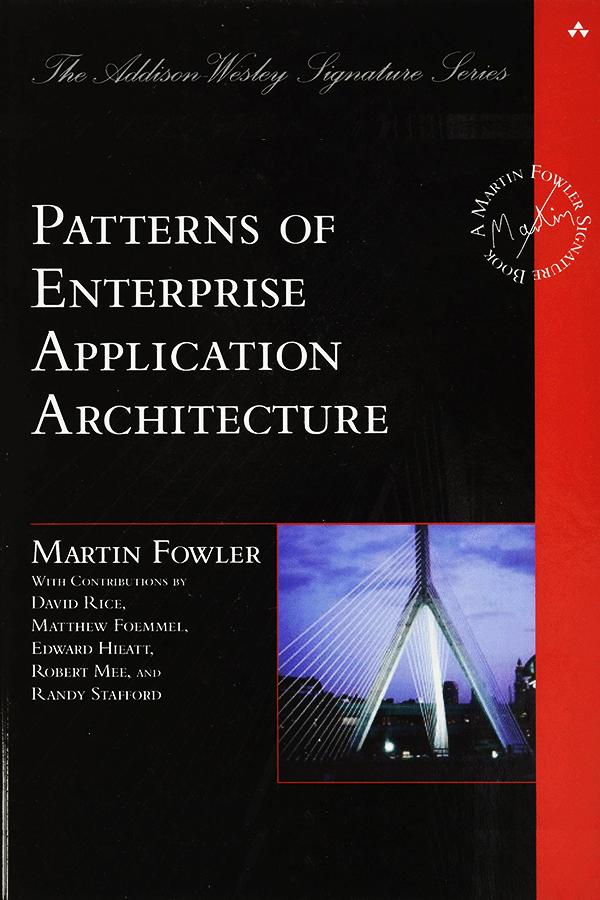 The Addison-Wesley Signature Series
A MARTIN FOWLER SIGNATURE BOOK
Martin
PATTERNS OF
ENTERPRISE
APPLICATION
ARCHITECTURE
MARTIN FOWLER
WITH CONTRIBUTIONS BY
DAVID RICE,
MATTHEW FOEMMEL,
EDWARD HIEATT,
ROBERT MEE, AND
RANDY STAFFORD